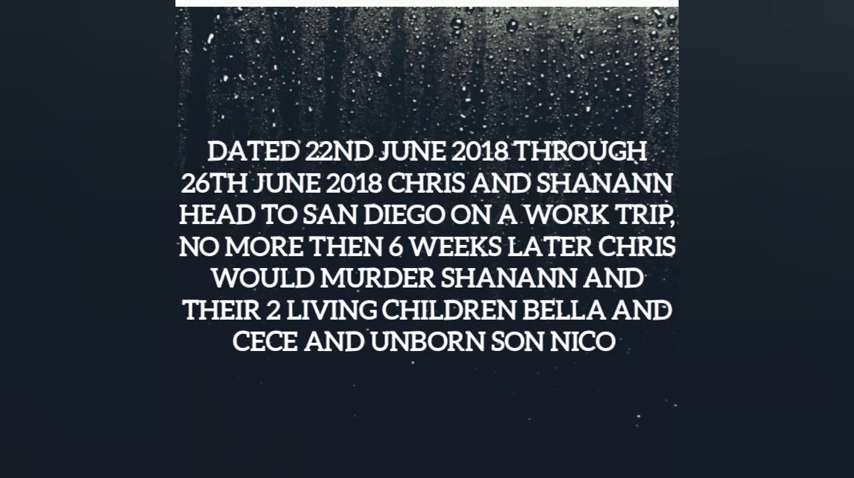 DATED 22ND JUNE 2018 THROUGH
26TH JUNE 2018 CHRIS AND SHANANN
HEAD TO SAN DIEGO ON A WORK TRIP,
NO MORE THEN 6 WEEKS LATER CHRIS
WOULD MURDER SHANANN AND
THEIR 2 LIVING CHILDREN BELLA AND
CECE AND UNBORN SON NICO